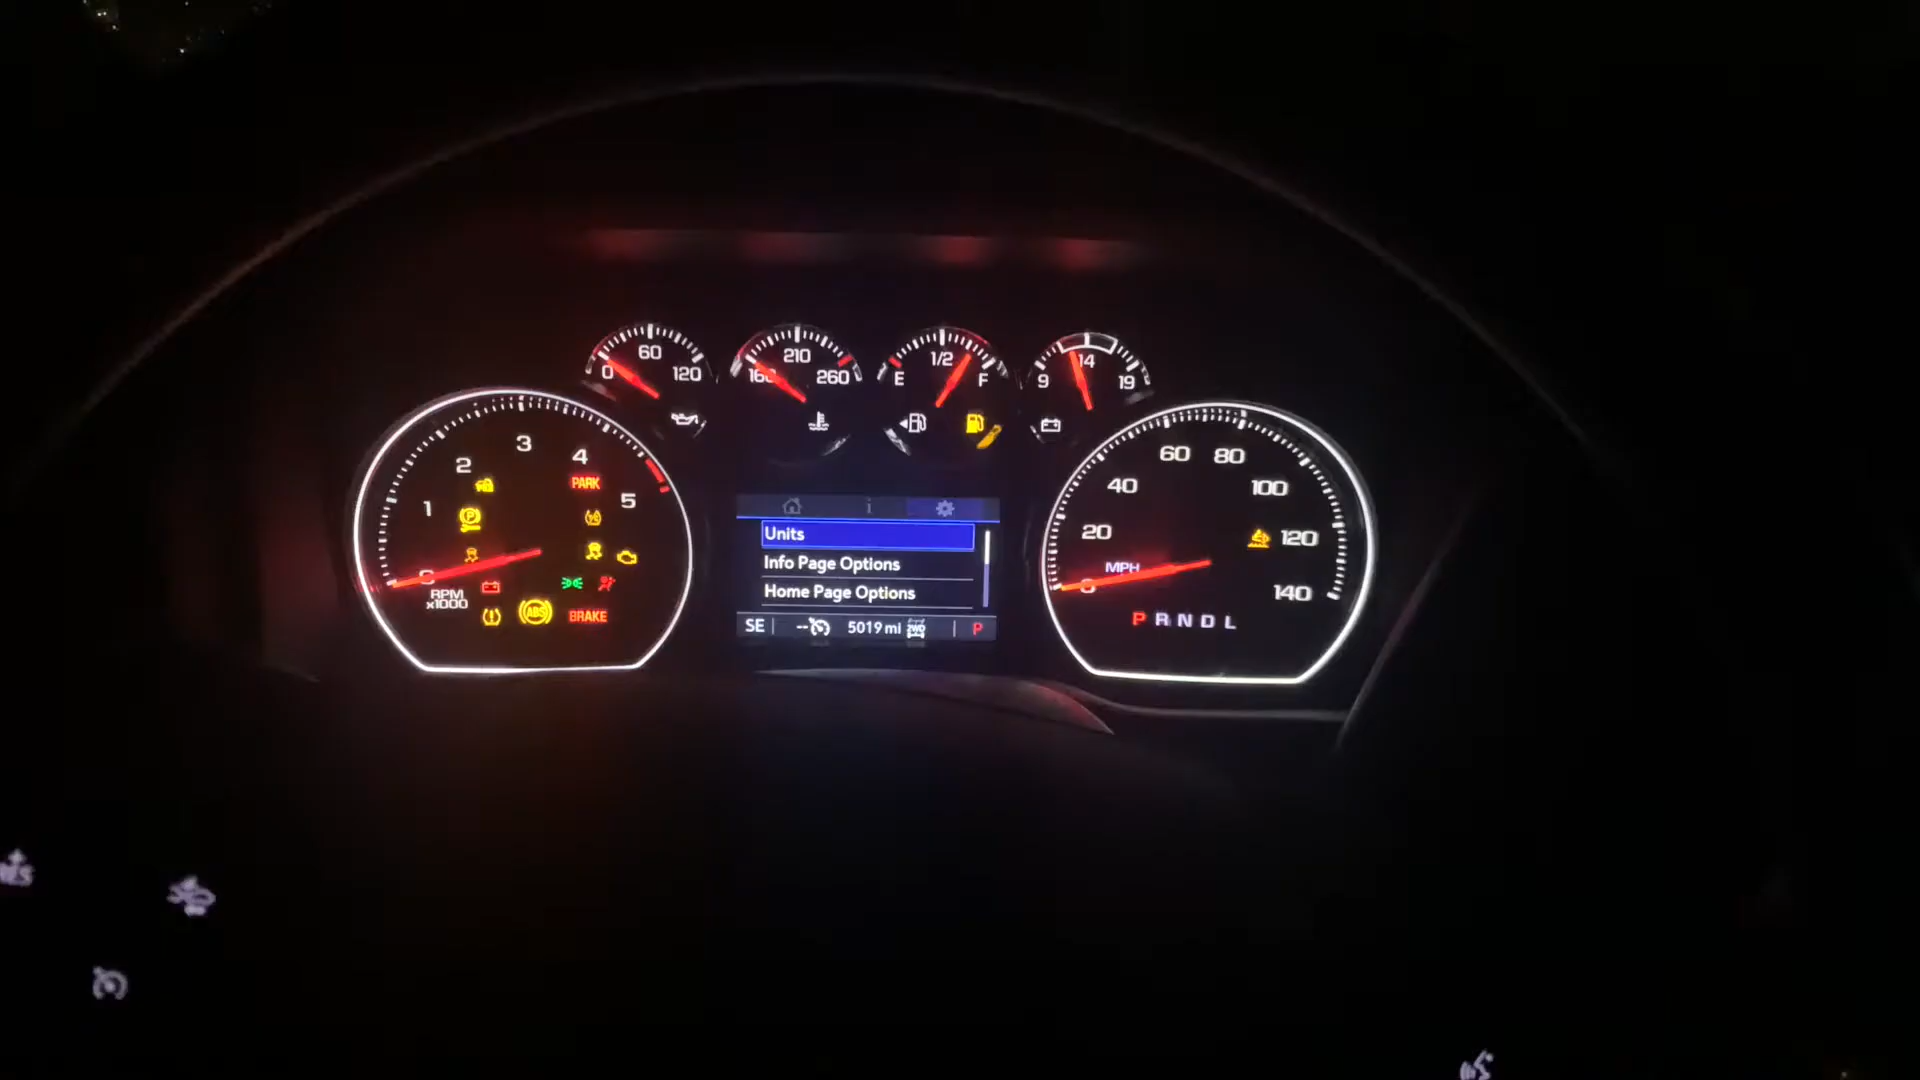 60
0
120
210
160
260
1/2
E
F
14
9
19
3
2
4
PARK
1
5
RPM
x1000
ABS
BRAKE
Units
Info Page Options
Home Page Options
SE
--
5019 mi
2WD
P
60
80
40
100
20
120
MPH
0
140
P R N D L